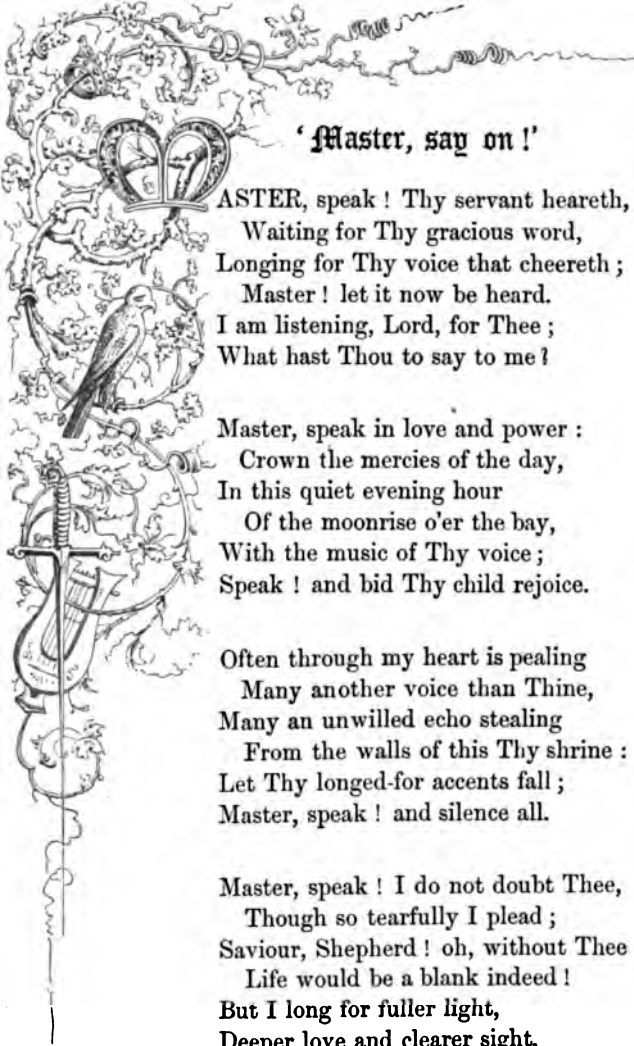 ‘Master, say on !’
ASTER, speak ! Thy servant heareth,
Waiting for Thy gracious word,
Longing for Thy voice that cheereth ;
Master ! let it now be heard.
I am listening, Lord, for Thee ;
What hast Thou to say to me ?
Master, speak in love and power :
Crown the mercies of the day,
In this quiet evening hour
Of the moonrise o'er the bay,
With the music of Thy voice ;
Speak ! and bid Thy child rejoice.
Often through my heart is pealing
Many another voice than Thine,
Many an unwilled echo stealing
From the walls of this Thy shrine :
Let Thy longed-for accents fall ;
Master, speak ! and silence all.
Master, speak ! I do not doubt Thee,
Though so tearfully I plead ;
Saviour, Shepherd ! oh, without Thee
Life would be a blank indeed !
But I long for fuller light,
Deeper love and clearer sight.